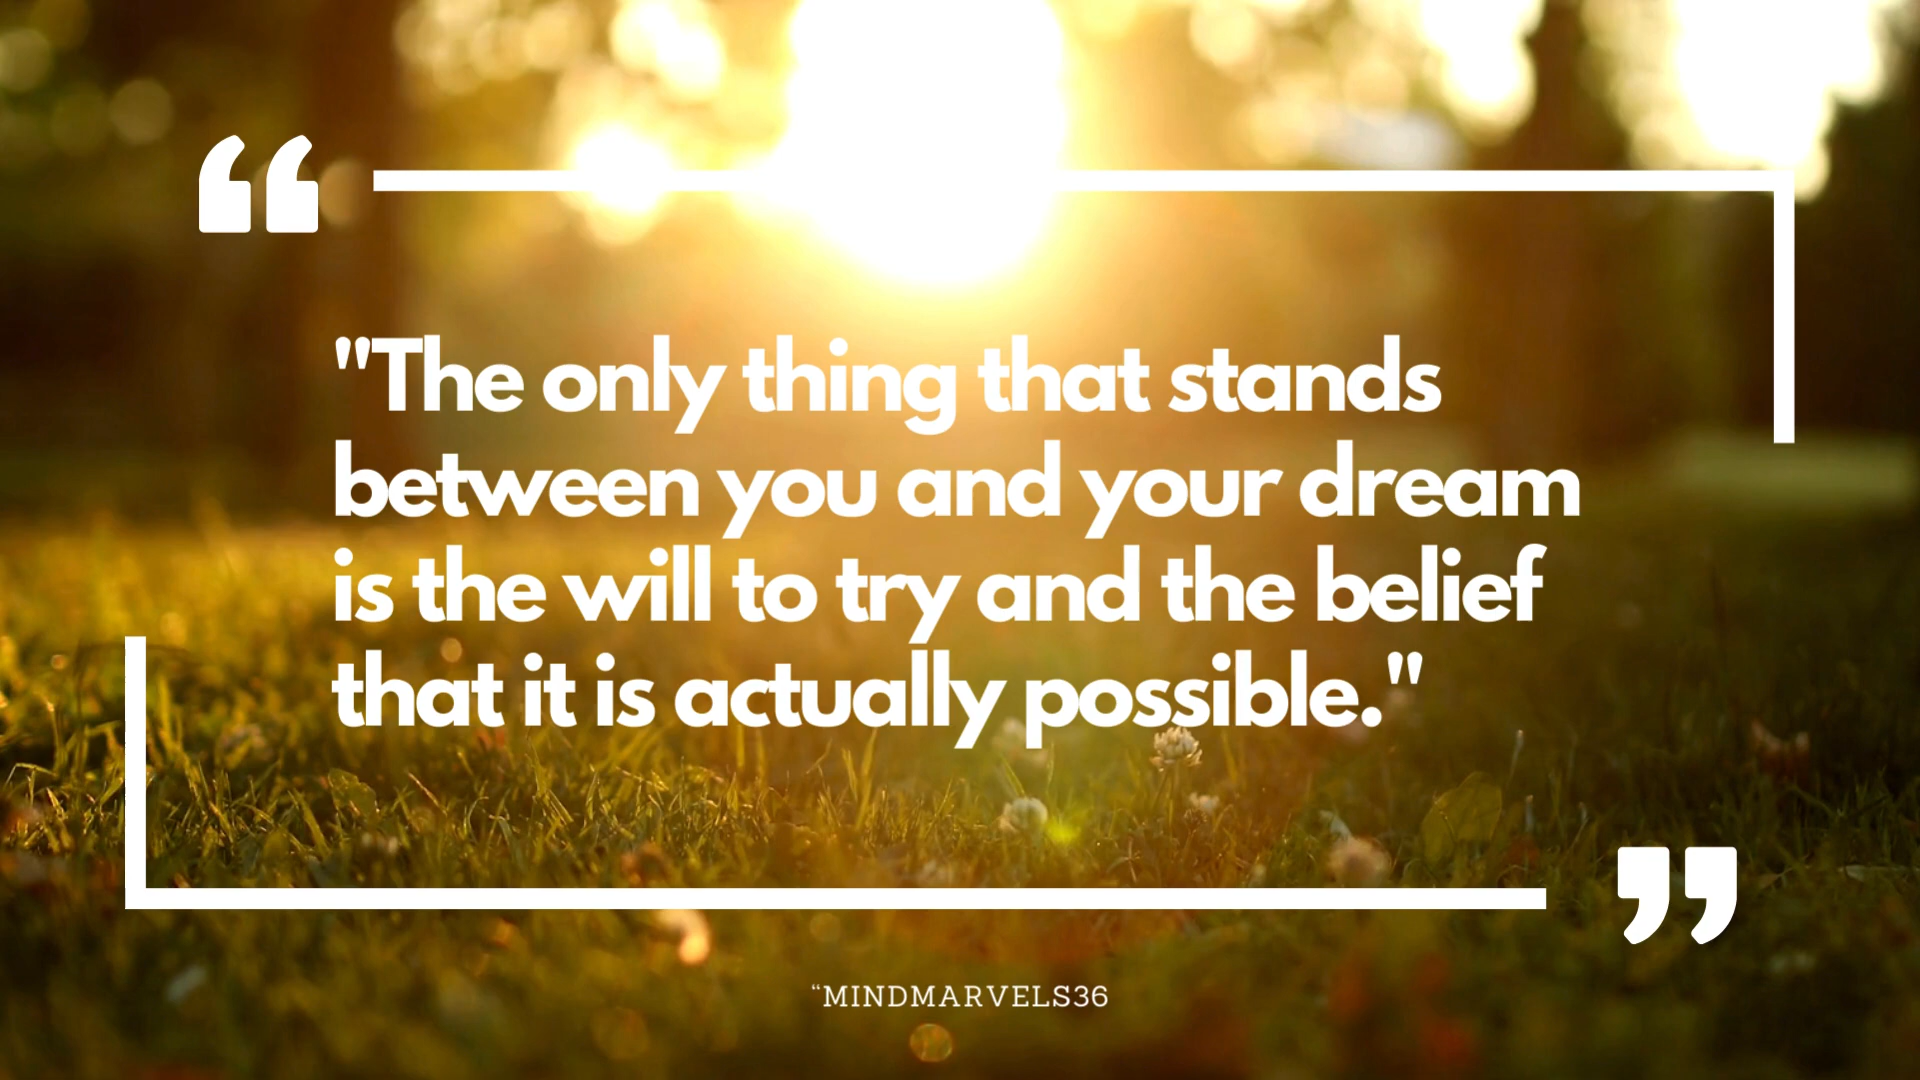 “
"The only thing that stands
between you and your dream
is the will to try and the belief
that it is actually possible."
”
“MINDMARVELS36